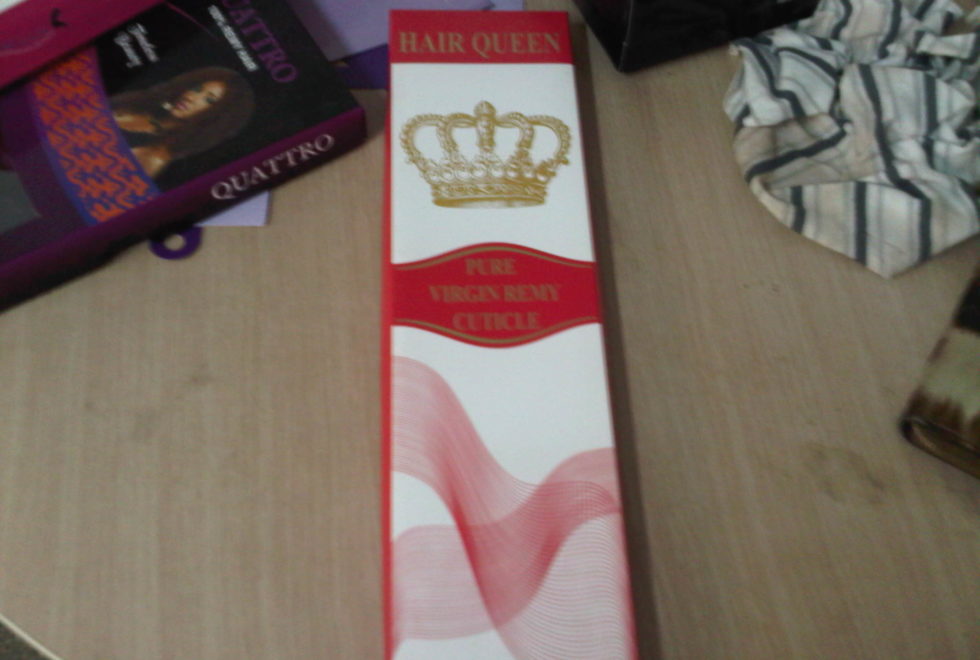 HAIR QUEEN
PURE
VIRGIN REMY
CUTICLE
QUATTRO
QUATTRO